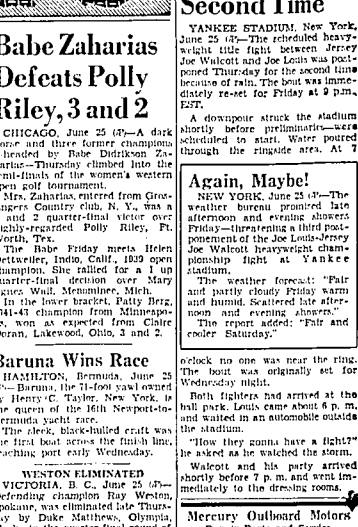 Babe Zaharias
Defeats Polly
Riley, 3 and 2
CHICAGO, June 25 (AP)—A dark
horse and three former champions
headed by Babe Didrikson Za-
harias—Thursday climbed into the
semi-finals of the women's western
open golf tournament.
Mrs. Zaharias, entered from Gros-
singers Country club, N. Y., was a
and 2 quarter-final victor over
highly-regarded Polly Riley, Ft.
Worth, Tex.
The Babe Friday meets Helen
Dettweiler, Indio, Calif., 1939 open
champion. She rallied for a 1 up
quarter-final decision over Mary
Agnes Wall, Menominee, Mich.
In the lower bracket, Patty Berg,
1941-43 champion from Minneapo-
lis, won as expected from Claire
Doran, Lakewood, Ohio, 3 and 2.
Baruna Wins Race
HAMILTON, Bermuda, June 25
(AP)—Baruna, the 71-foot yawl owned
by Henry C. Taylor, New York, is
the queen of the 16th Newport-to-
Bermuda yacht race.
The sleek, black-hulled craft was
the first boat across the finish line,
reaching port early Wednesday.
WESTON ELIMINATED
VICTORIA, B. C., June 25 (AP)—
Defending champion Ray Weston,
Spokane, was eliminated late Thurs-
day by Duke Matthews, Olympia,
Second Time
YANKEE STADIUM, New York,
June 25 (AP)—The scheduled heavy-
weight title fight between Jersey
Joe Walcott and Joe Louis was post-
poned Thursday for the second time
because of rain. The bout was imme-
diately re-set for Friday at 9 p.m.,
EST.
A downpour struck the stadium
shortly before preliminaries—were
scheduled to start. Water poured
through the ringside area. At 7
Again, Maybe!
NEW YORK, June 25 (AP)—The
weather bureau promised late
afternoon and evening showers
Friday—threatening a third post-
ponement of the Joe Louis-Jersey
Joe Walcott heavyweight cham-
pionship fight at Yankee
stadium.
The weather forecast: "Fair
and partly cloudy Friday warm
and humid. Scattered late after-
noon and evening showers."
The report added: "Fair and
cooler Saturday."
o'clock no one was near the ring.
The bout was originally set for
Wednesday night.
Both fighters had arrived at the
ball park. Louis came about 6 p. m.
and waited in an automobile outside
the stadium.
"How they gonna have a fight?"
he asked as he watched the storm.
Walcott and his party arrived
shortly before 7 p. m. and went im-
mediately to the dressing rooms.
Mercury Outboard Motors